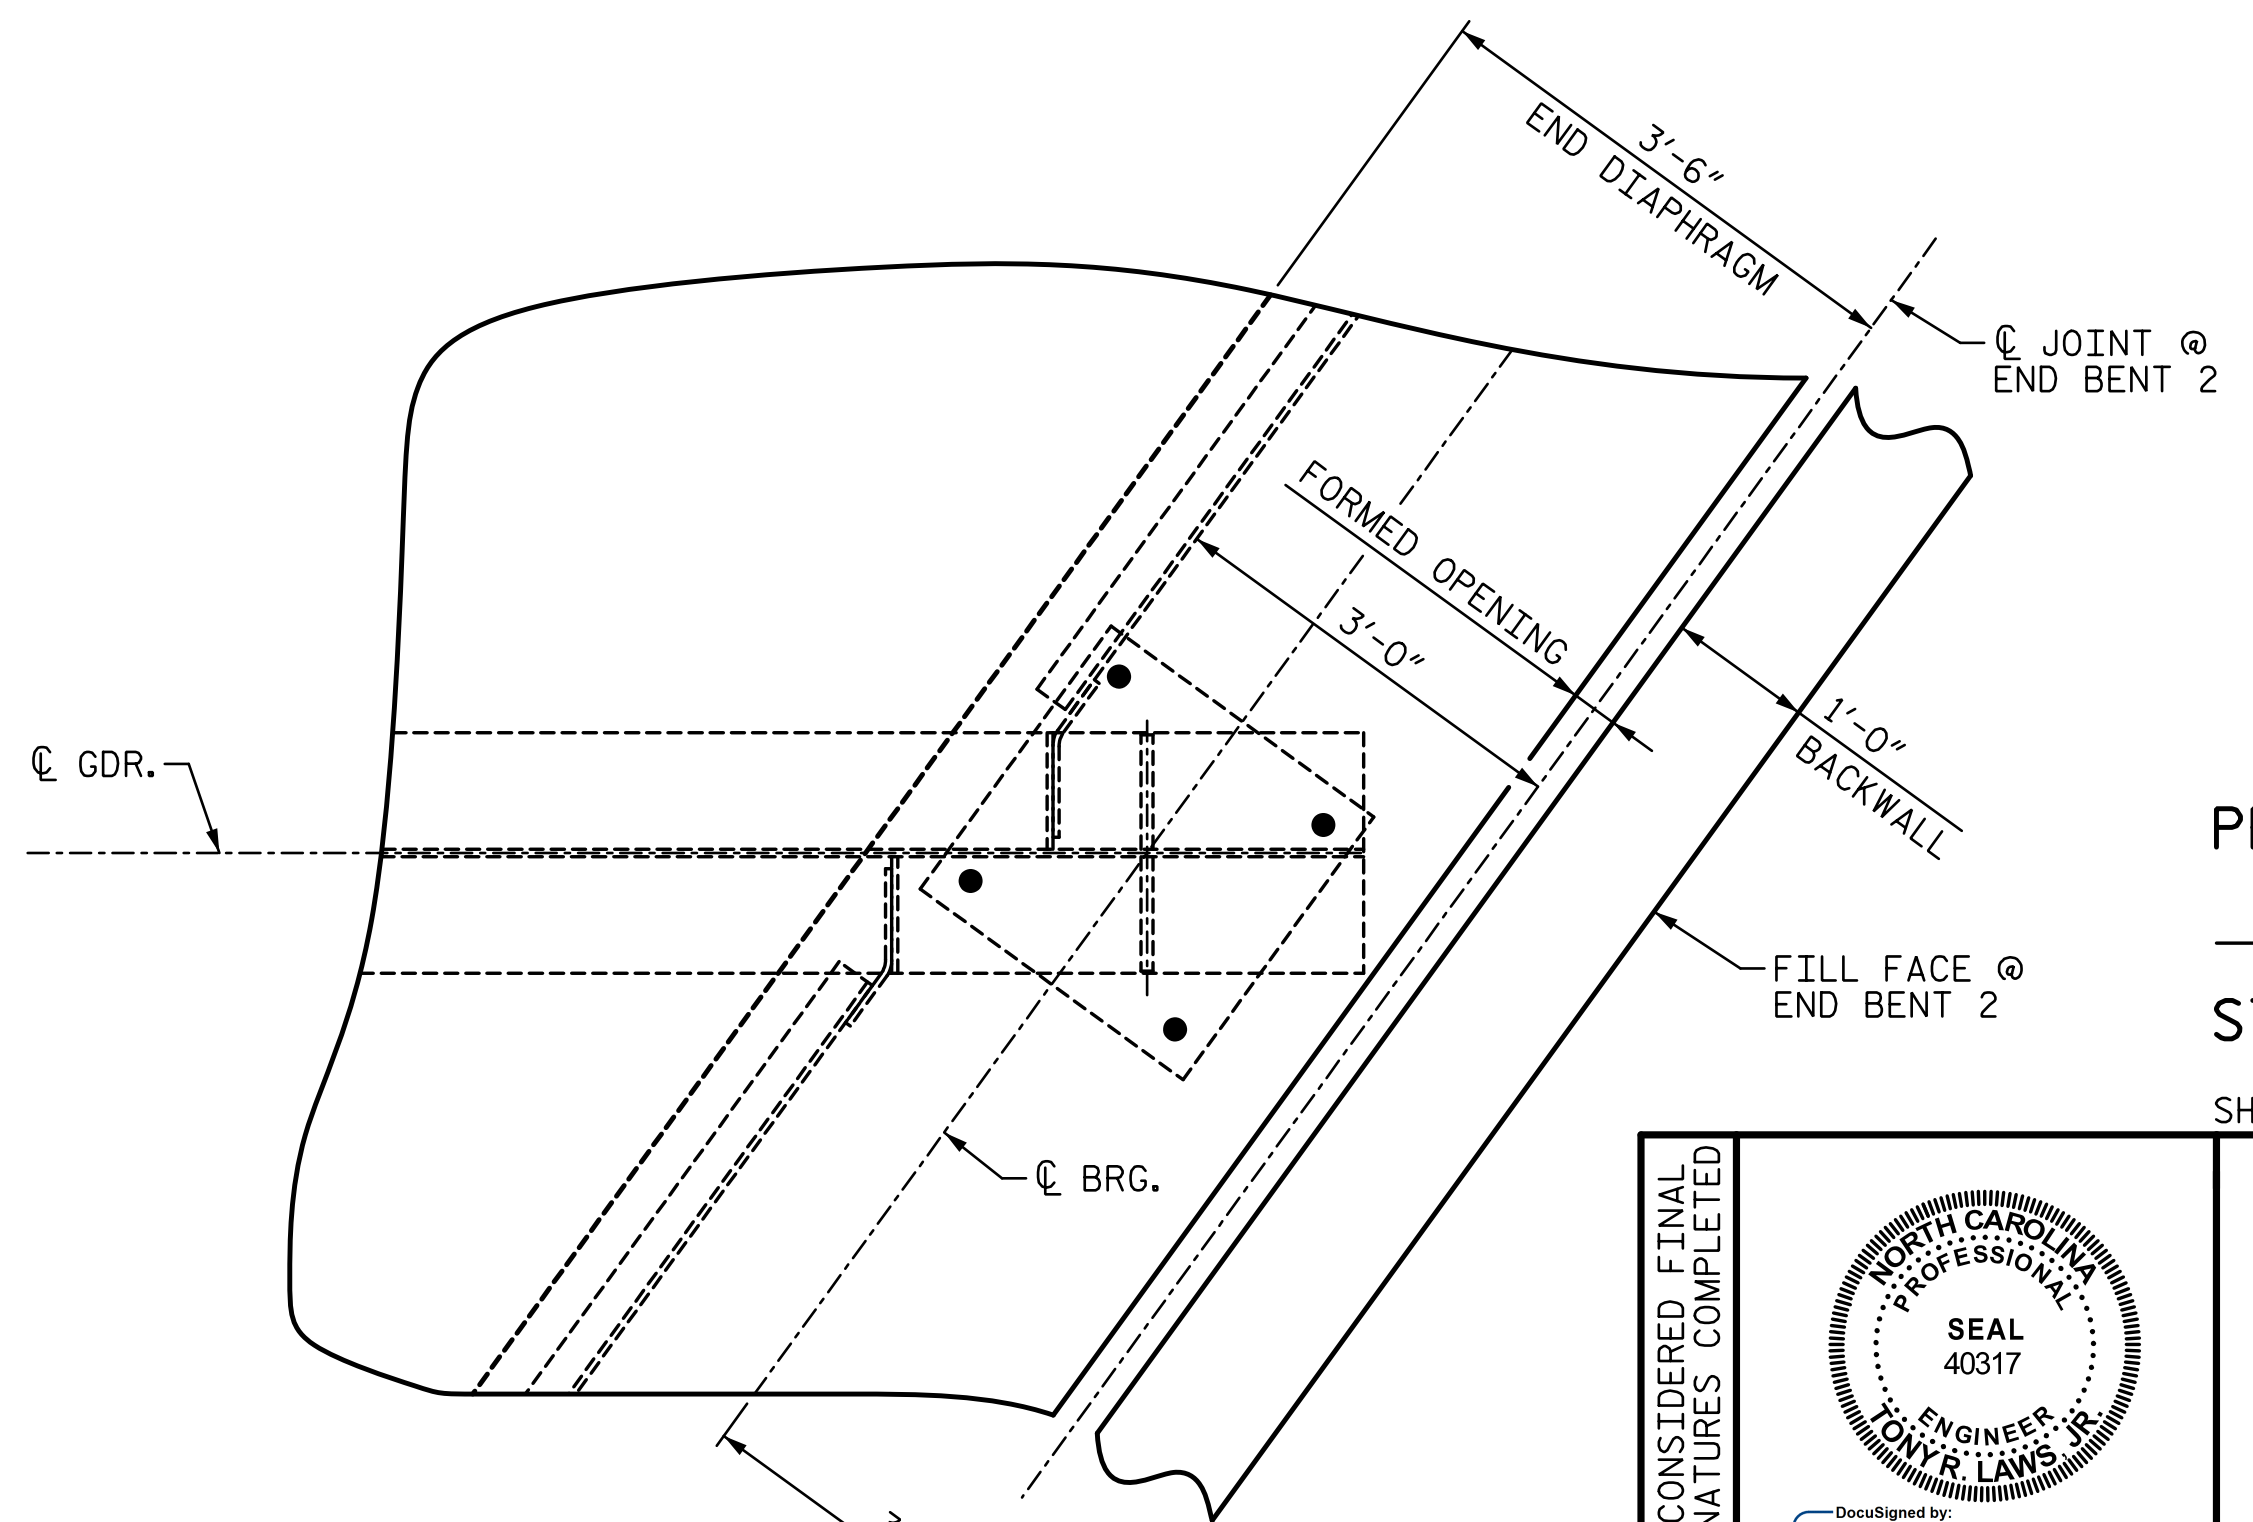 3'-6"
END DIAPHRAGM
℄ JOINT @
END BENT 2
FORMED OPENING
3'-0"
1'-0"
BACKWALL
℄ GDR.
FILL FACE @
END BENT 2
℄ BRG.
CONSIDERED FINAL
NATURES COMPLETED
NORTH CAROLINA
PROFESSIONAL
SEAL
40317
ENGINEER
TONY R. LAWS, JR.
DocuSigned by: